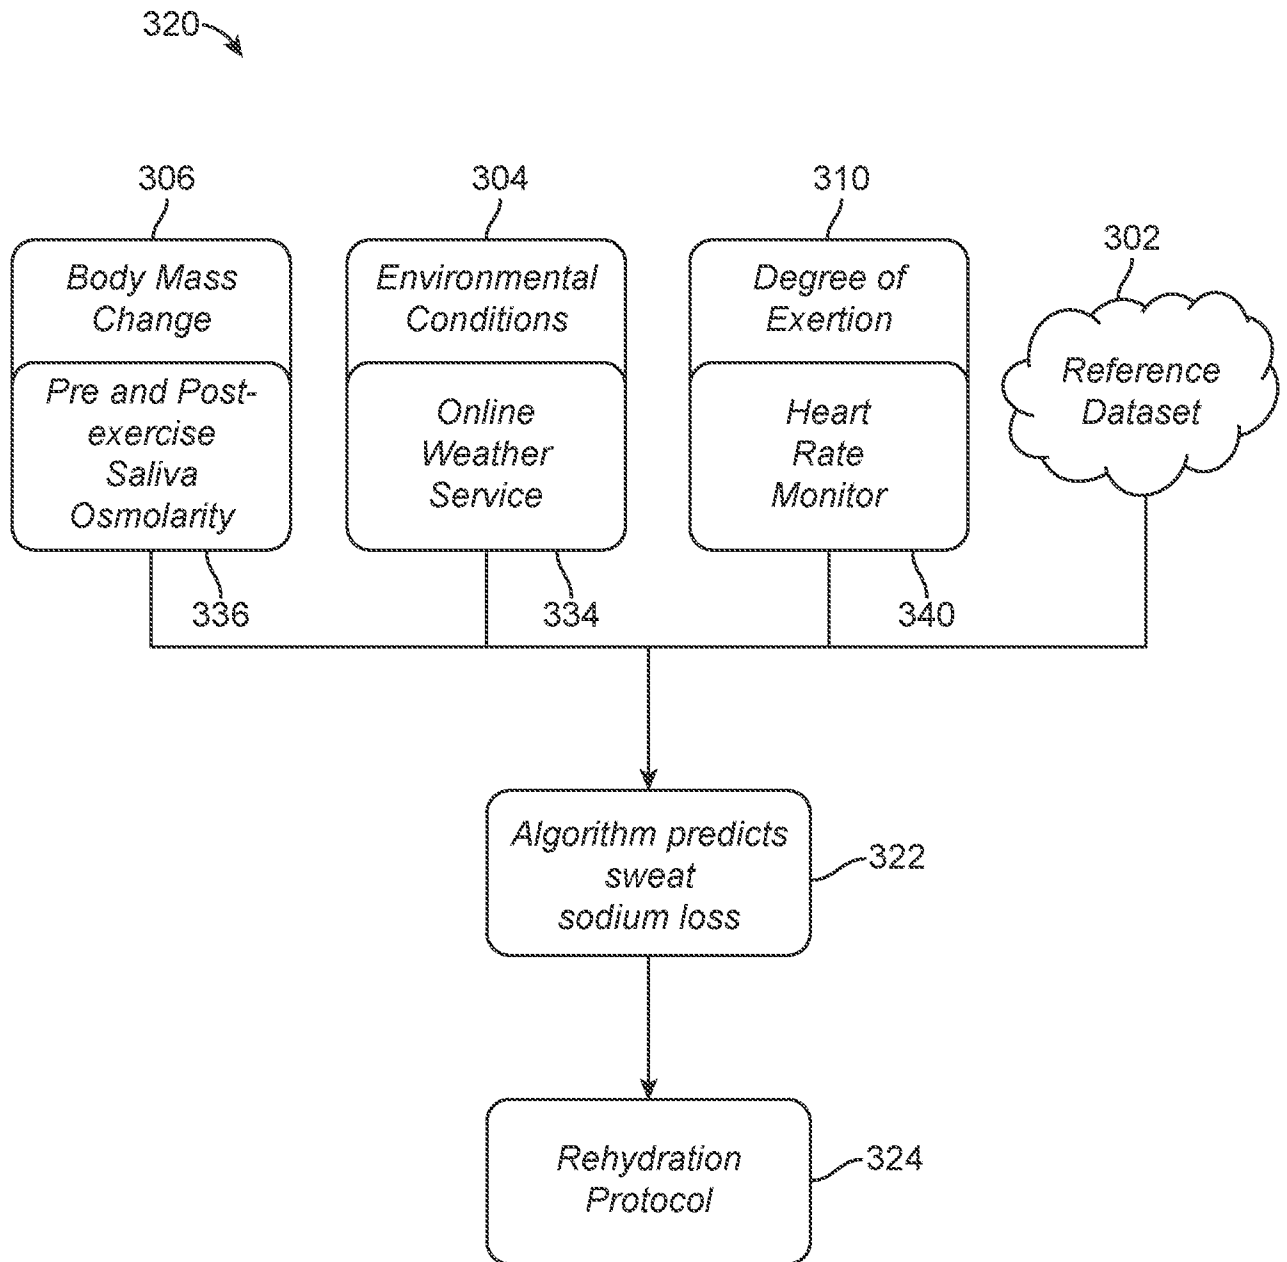 320
306
304
310
302
Body Mass
Change
Environmental
Conditions
Degree of
Exertion
Reference
Dataset
Pre and Post-
exercise
Saliva
Osmolarity
Online
Weather
Service
Heart
Rate
Monitor
336
334
340
Algorithm predicts
sweat
sodium loss
322
Rehydration
Protocol
324